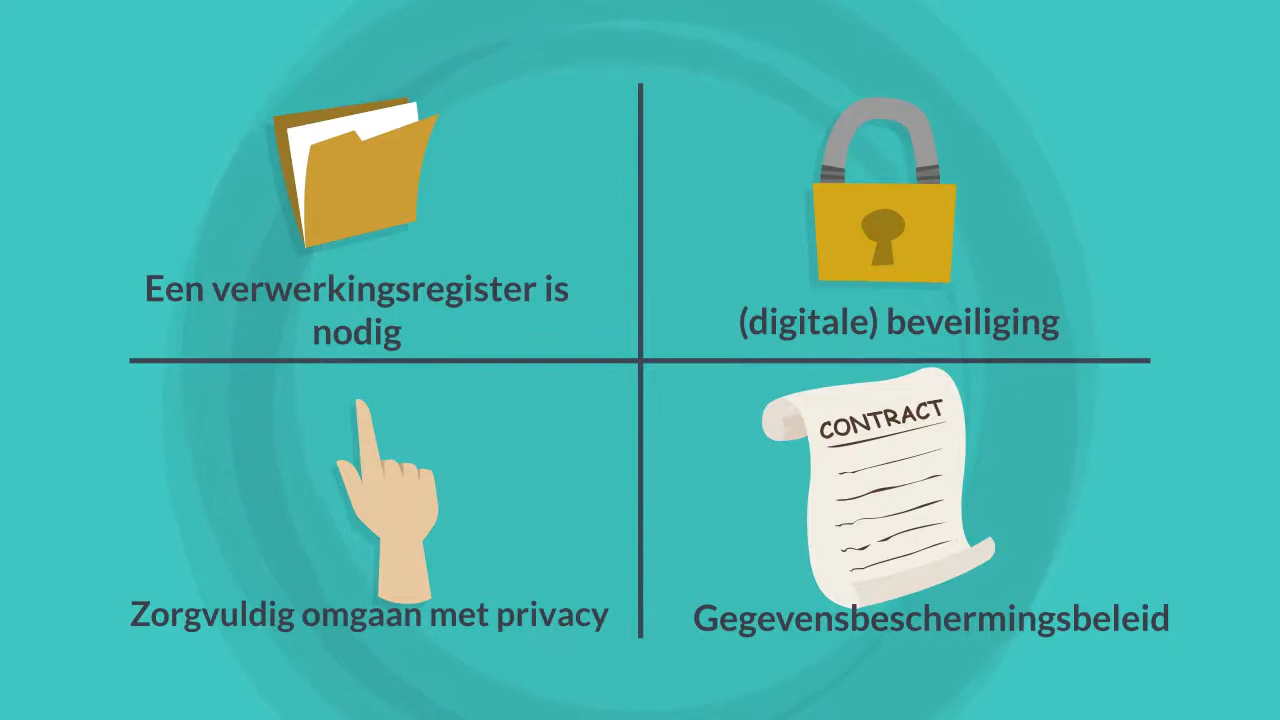 Een verwerkingsregister is
nodig
(digitale) beveiliging
Zorgvuldig omgaan met privacy
CONTRACT
Gegevensbeschermingsbeleid